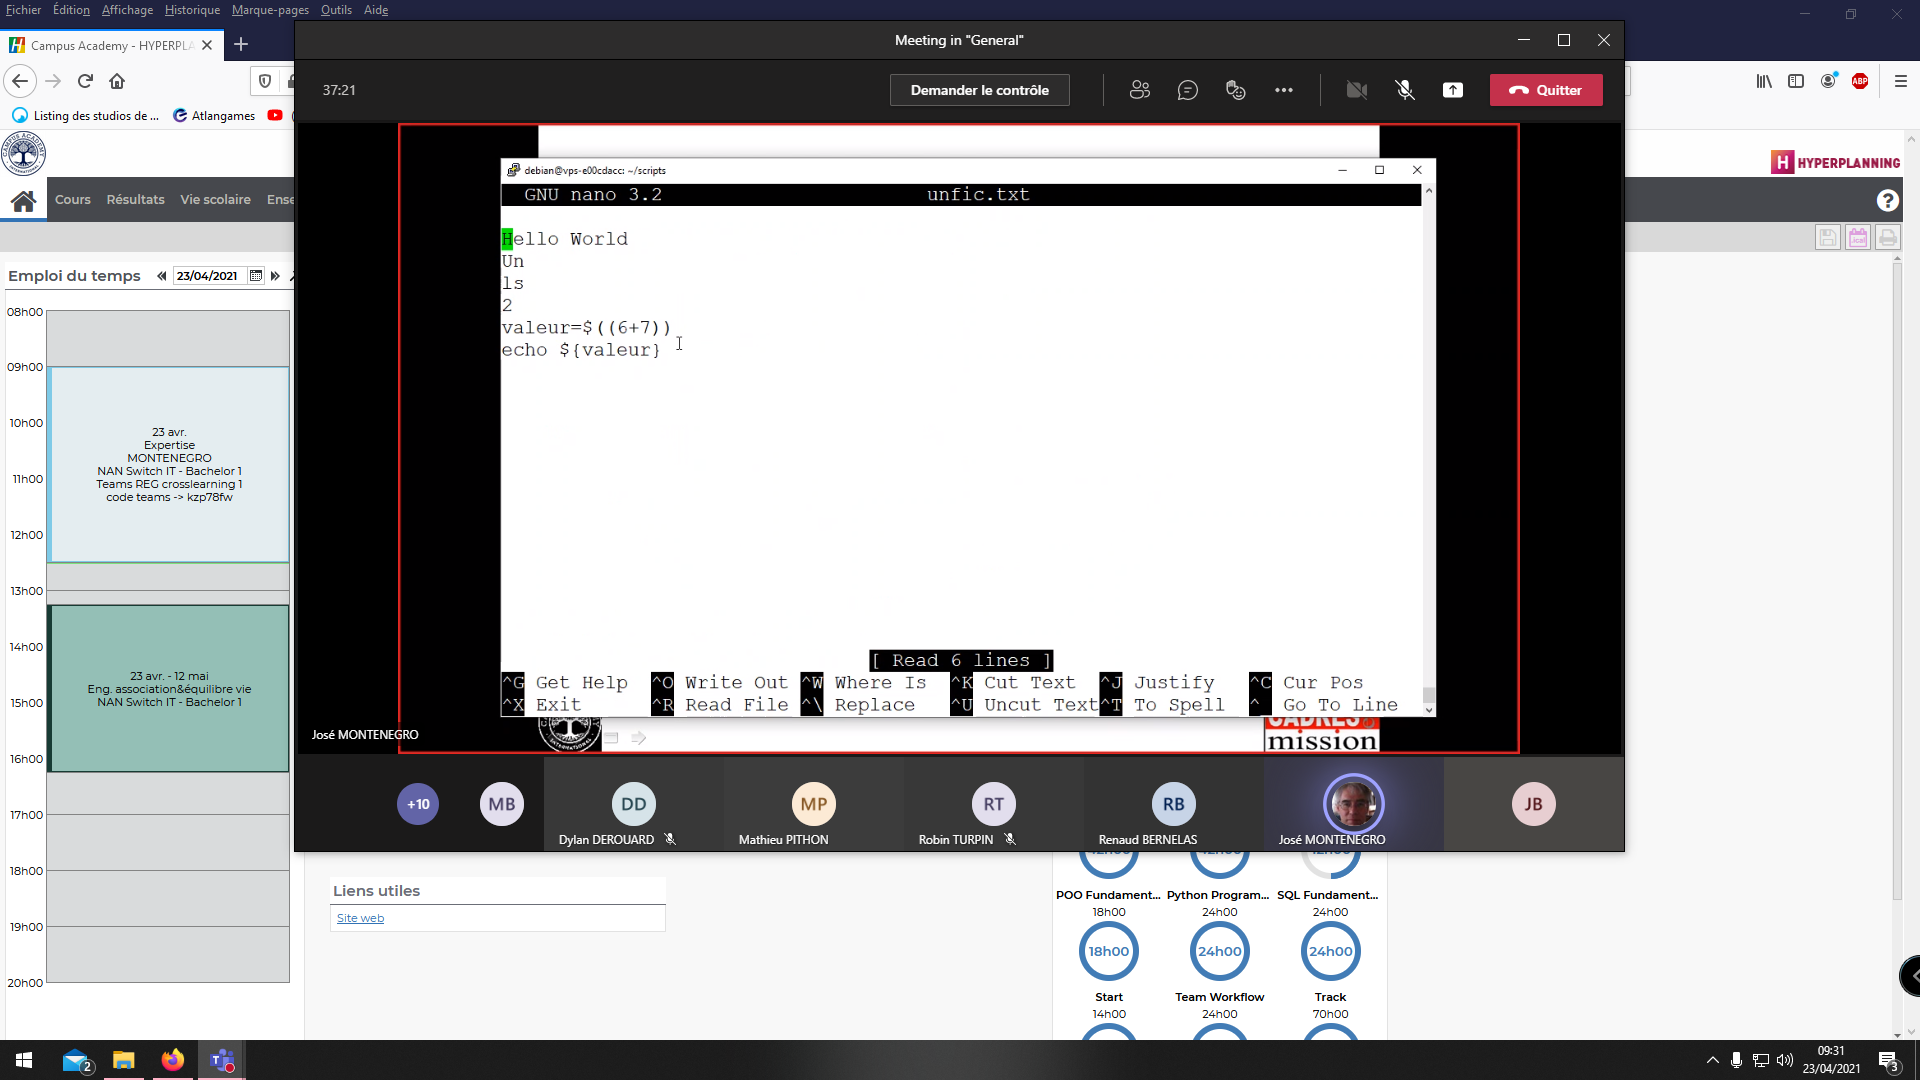 Fichier Édition Affichage Historique Marque-pages Outils Aide
Campus Academy - HYPERPLA
Listing des studios de ... Atlangames
Meeting in "General"
37:21
Demander le contrôle
Quitter
HYPERPLANNING
Cours Résultats Vie scolaire Ense
Emploi du temps 23/04/2021
08h00
09h00
10h00
11h00
12h00
13h00
14h00
15h00
16h00
17h00
18h00
19h00
20h00
23 avr.
Expertise
MONTENEGRO
NAN Switch IT - Bachelor 1
Teams REG crosslearning 1
code teams -> kzp78fw
23 avr. - 12 mai
Eng. association&équilibre vie
NAN Switch IT - Bachelor 1
debian@vps-e00cdacc: ~/scripts
GNU nano 3.2 unfic.txt
Hello World
Un
ls
2
valeur=$((6+7))
echo ${valeur}
[ Read 6 lines ]
^G Get Help ^O Write Out ^W Where Is ^K Cut Text ^J Justify ^C Cur Pos
^X Exit ^R Read File ^\ Replace ^U Uncut Text ^T To Spell ^_ Go To Line
CADRES
mission
José MONTENEGRO
+10 MB DD MP RT RB JB
Dylan DEROUARD Mathieu PITHON Robin TURPIN Renaud BERNELAS José MONTENEGRO
Liens utiles
Site web
POO Fundament... Python Program... SQL Fundament...
18h00 24h00 24h00
18h00 24h00 24h00
Start Team Workflow Track
14h00 24h00 70h00
2
09:31
23/04/2021
3